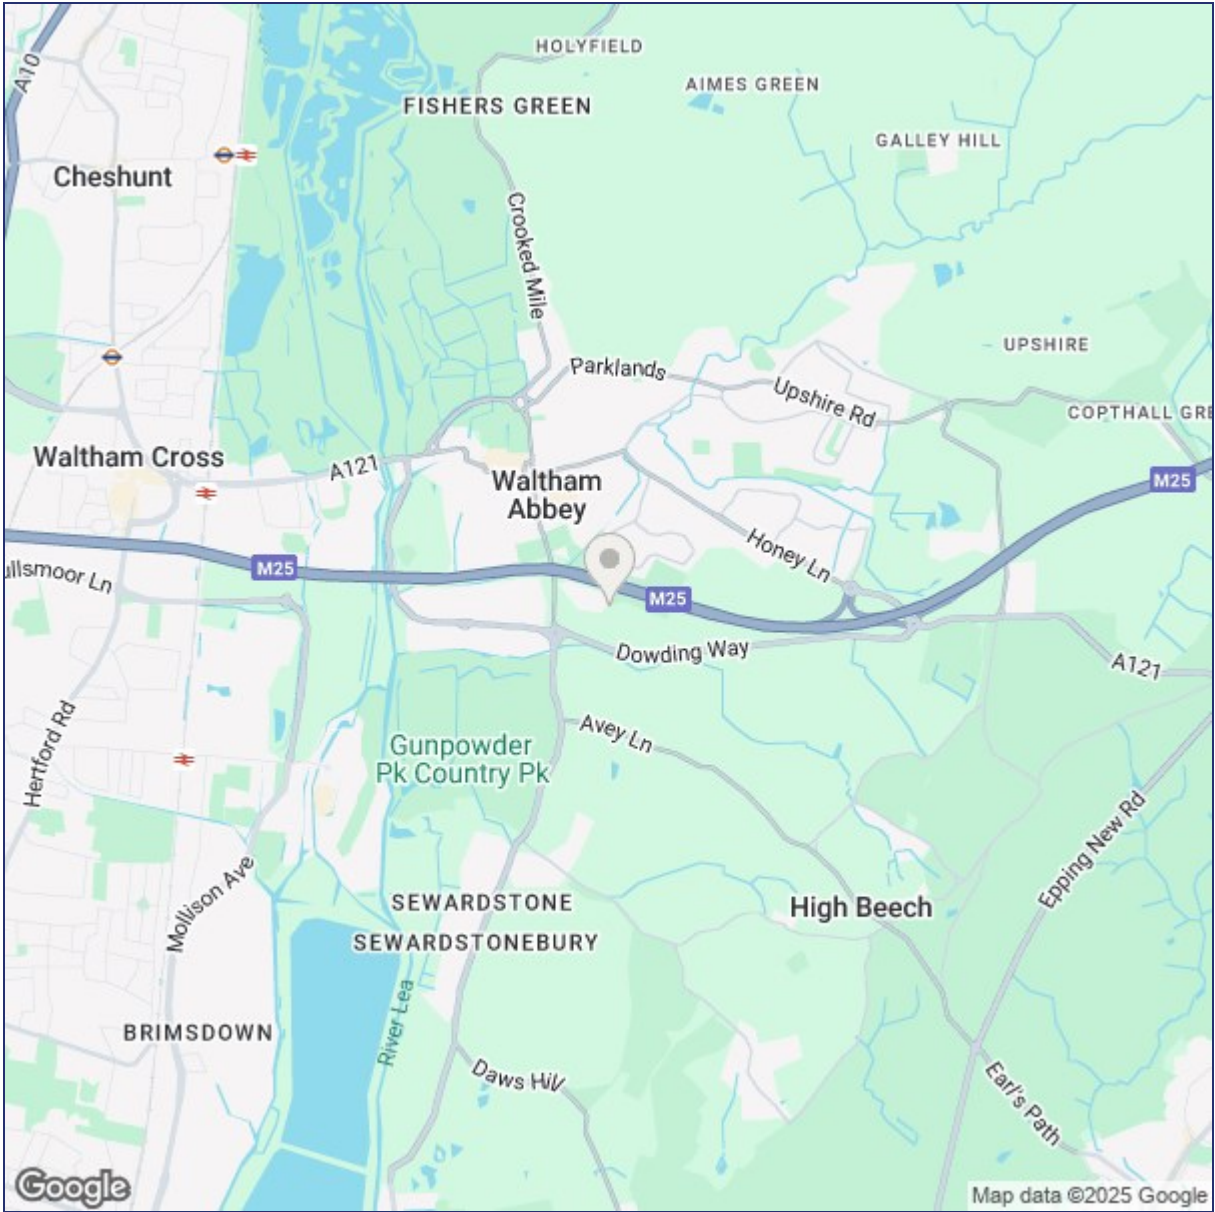 HOLYFIELD
A10
AIMES GREEN
FISHERS GREEN
GALLEY HILL
Cheshunt
Crooked Mile
UPSHIRE
Parklands
Upshire Rd
COPTHALL GRE
Waltham Cross
A121
M25
Waltham
Abbey
Honey Ln
M25
ullsmoor Ln
M25
Dowding Way
A121
Hertford Rd
Avey Ln
Gunpowder
Pk Country Pk
Epping New Rd
Mollison Ave
SEWARDSTONE
High Beech
SEWARDSTONEBURY
River Lea
BRIMSDOWN
Daws Hill
Earl's Path
Google
Map data ©2025 Google